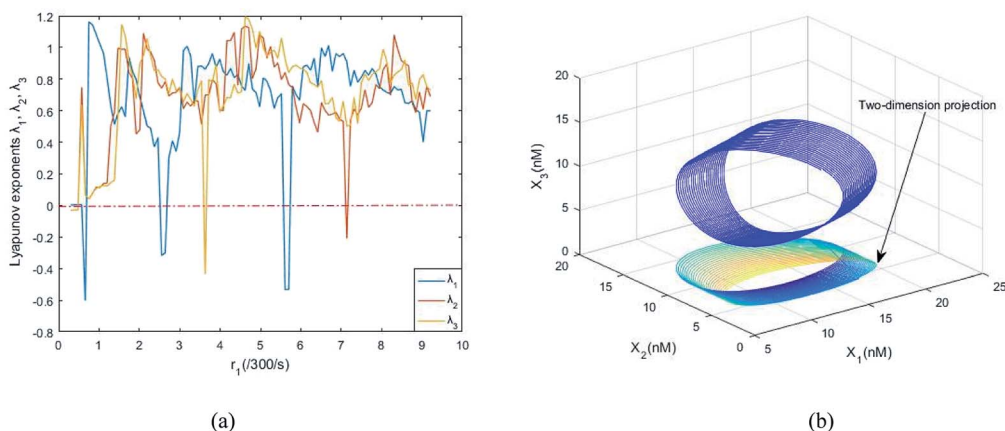 1.2
1
0.8
0.6
0.4
0.2
0
-0.2
-0.4
-0.6
-0.8
0 1 2 3 4 5 6 7 8 9 10
Lyapunov exponents λ1, λ2, λ3
r1(/300/s)
λ1
λ2
λ3
(a)
20
15
10
5
0
X3(nM)
20
15
10
5
0
X2(nM)
5
10
15
20
25
X1(nM)
Two-dimension projection
(b)